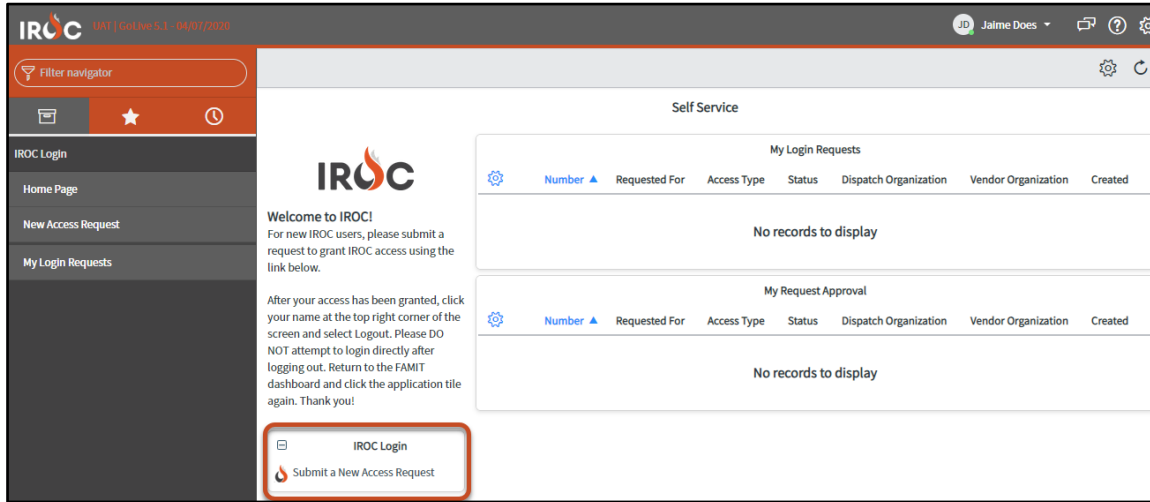 IROC UAT | GoLive 5.1 - 04/07/2020
JD Jaime Does
Filter navigator
Self Service
IROC Login
Home Page
New Access Request
My Login Requests
IROC
Welcome to IROC!
For new IROC users, please submit a
request to grant IROC access using the
link below.
After your access has been granted, click
your name at the top right corner of the
screen and select Logout. Please DO
NOT attempt to login directly after
logging out. Return to the FAMIT
dashboard and click the application tile
again. Thank you!
IROC Login
Submit a New Access Request
My Login Requests
Number Requested For Access Type Status Dispatch Organization Vendor Organization Created
No records to display
My Request Approval
Number Requested For Access Type Status Dispatch Organization Vendor Organization Created
No records to display